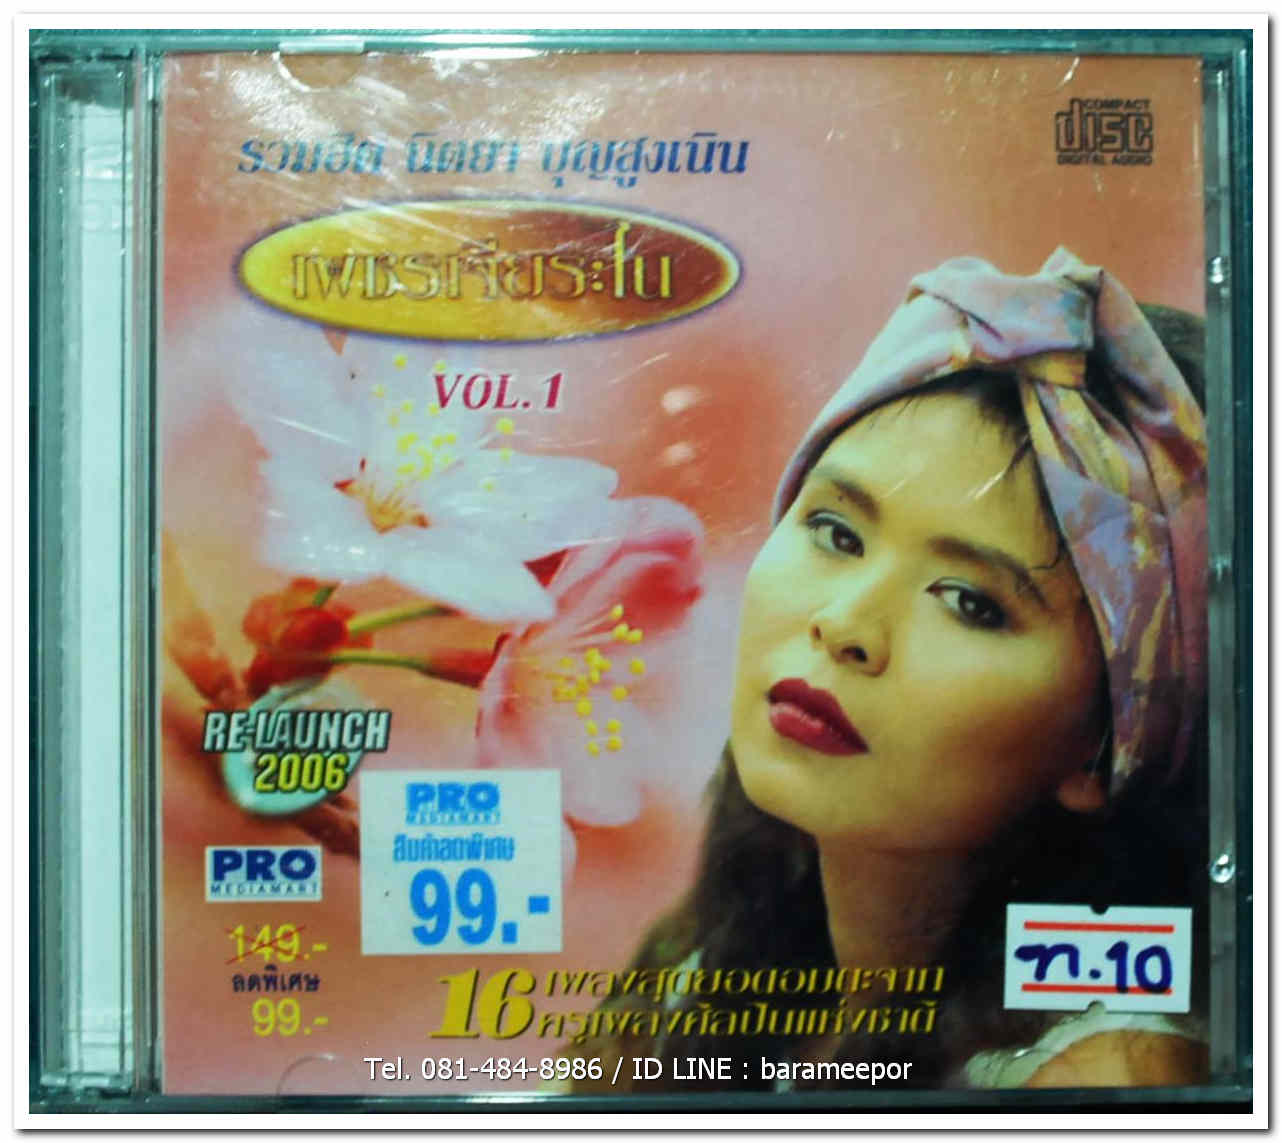 รวมฮิต นิตยา บุญสูงเนิน
COMPACT
disc
DIGITAL AUDIO
เพชรเจียระไน
VOL.1
RE-LAUNCH
2006
PRO
MEDIAMART
สินค้าลดพิเศษ
99.-
PRO
MEDIAMART
149.-
ลดพิเศษ
99.-
16 เพลงสุดยอดอมตะจาก
ครูเพลงศิลปินแห่งชาติ
ท.10
Tel. 081-484-8986 / ID LINE : barameepor